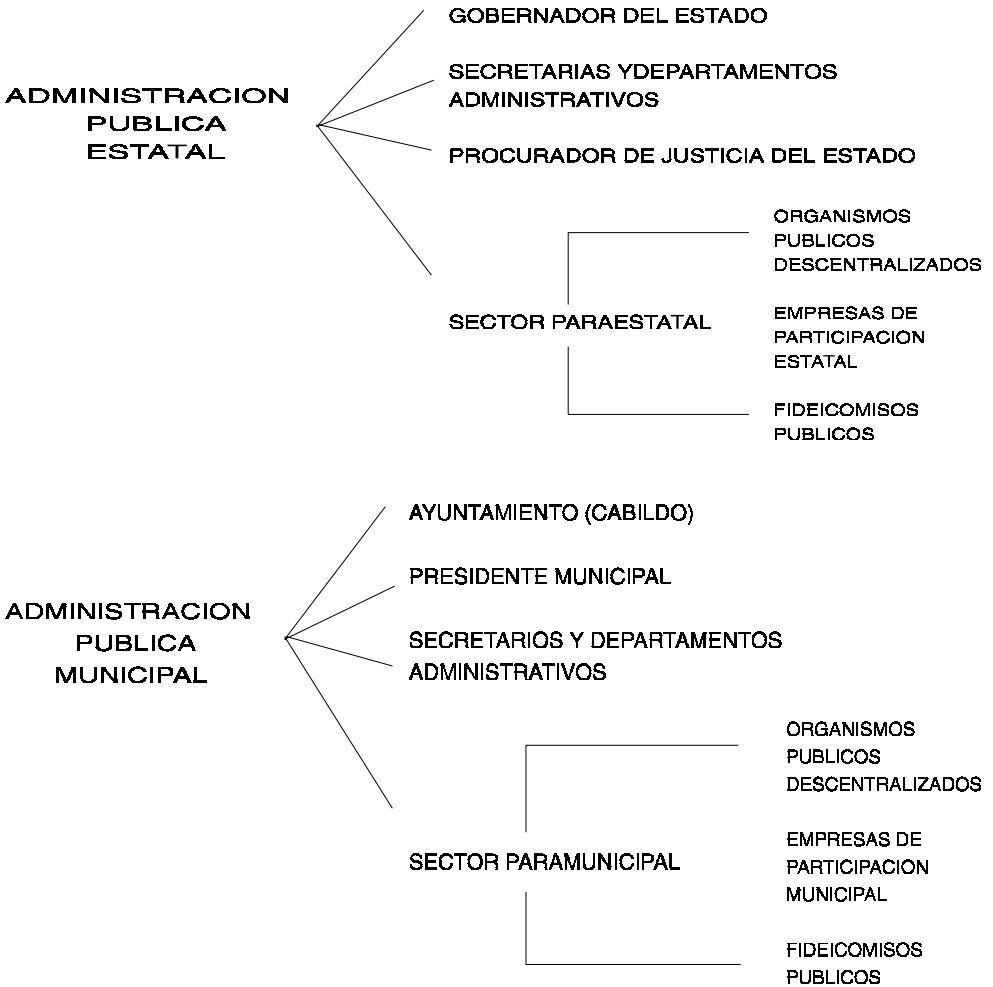 ADMINISTRACION
PUBLICA
ESTATAL
GOBERNADOR DEL ESTADO
SECRETARIAS YDEPARTAMENTOS
ADMINISTRATIVOS
PROCURADOR DE JUSTICIA DEL ESTADO
SECTOR PARAESTATAL
ORGANISMOS
PUBLICOS
DESCENTRALIZADOS
EMPRESAS DE
PARTICIPACION
ESTATAL
FIDEICOMISOS
PUBLICOS
ADMINISTRACION
PUBLICA
MUNICIPAL
AYUNTAMIENTO (CABILDO)
PRESIDENTE MUNICIPAL
SECRETARIOS Y DEPARTAMENTOS
ADMINISTRATIVOS
SECTOR PARAMUNICIPAL
ORGANISMOS
PUBLICOS
DESCENTRALIZADOS
EMPRESAS DE
PARTICIPACION
MUNICIPAL
FIDEICOMISOS
PUBLICOS